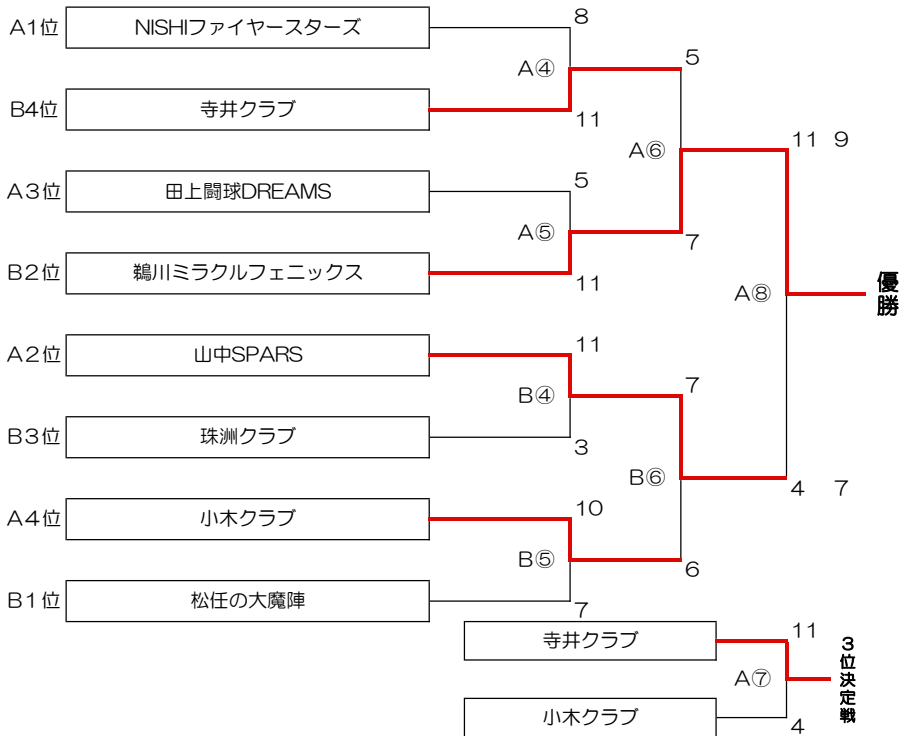 A1位 NISHIファイヤースターズ 8
A④ 5
B4位 寺井クラブ 11
A⑥ 11 9
A3位 田上闘球DREAMS 5
A⑤ 7
B2位 鵜川ミラクルフェニックス 11
A⑧ 優勝
A2位 山中SPARS 11
B④ 7
B3位 珠洲クラブ 3
B⑥ 4 7
A4位 小木クラブ 10
B⑤ 6
B1位 松任の大魔陣 7
寺井クラブ 11
A⑦ 3位決定戦
小木クラブ 4